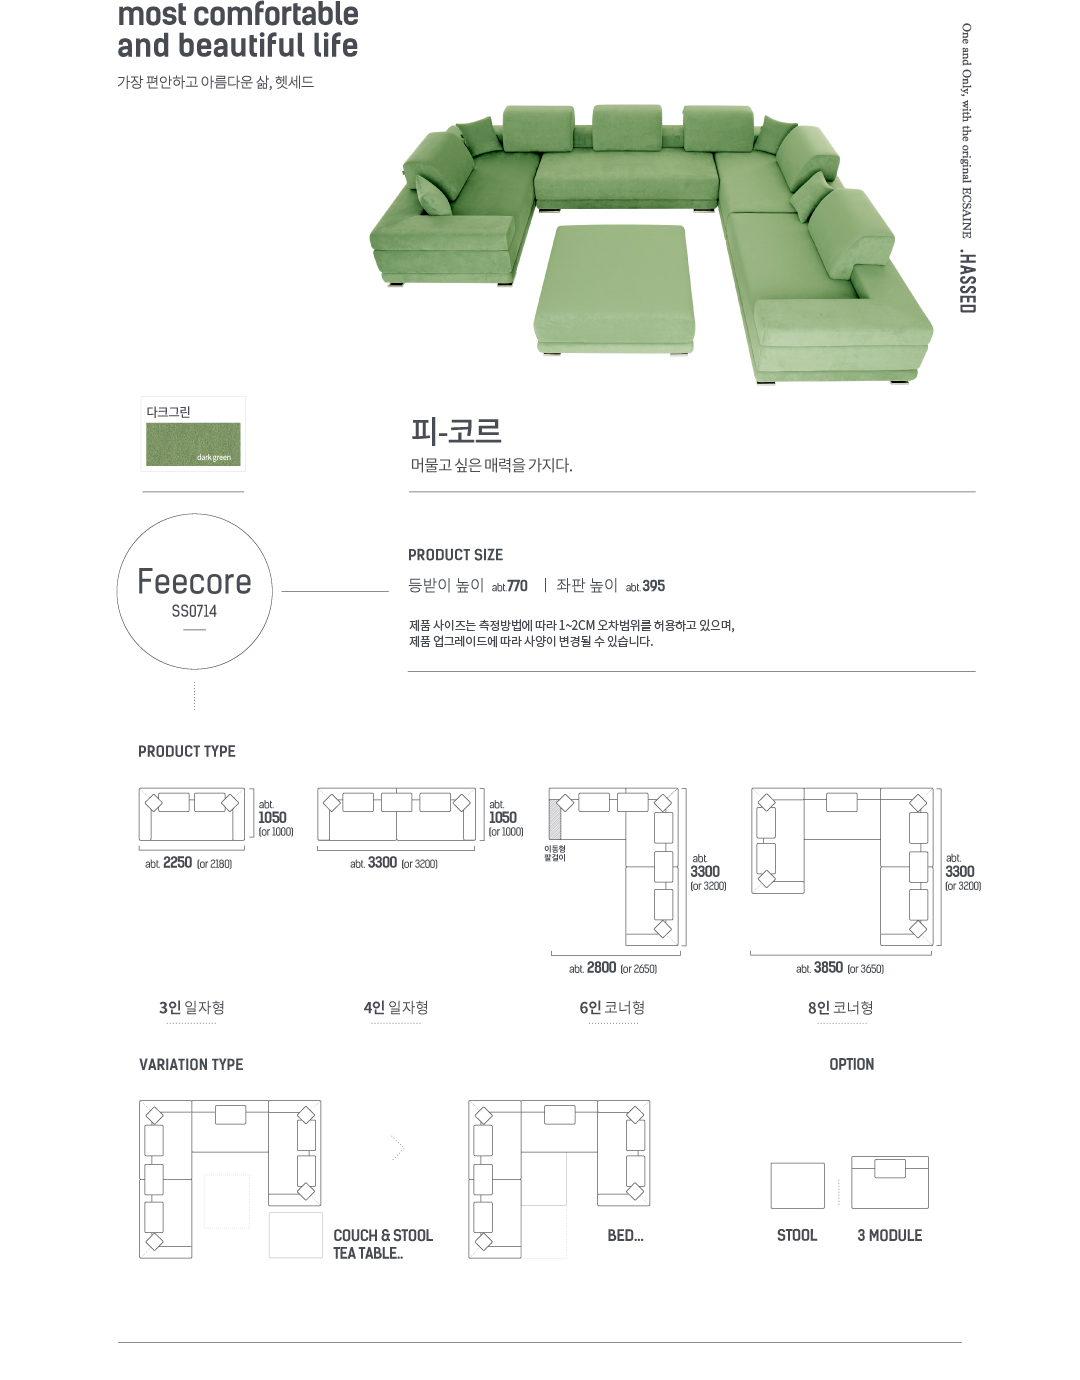 most comfortable
and beautiful life
가장 편안하고 아름다운 삶, 헷세드
One and Only, with the original ECSAINE .HASSED
다크그린
dark green
피-코르
머물고 싶은 매력을 가지다.
Feecore
SS0714
PRODUCT SIZE
등받이 높이 abt.770 | 좌판 높이 abt.395
제품 사이즈는 측정방법에 따라 1~2CM 오차범위를 허용하고 있으며,
제품 업그레이드에 따라 사양이 변경될 수 있습니다.
PRODUCT TYPE
abt.
1050
(or 1000)
abt. 2250 (or 2180)
3인 일자형
abt.
1050
(or 1000)
abt. 3300 (or 3200)
4인 일자형
이동형
팔걸이
abt.
3300
(or 3200)
abt. 2800 (or 2650)
6인 코너형
abt.
3300
(or 3200)
abt. 3850 (or 3650)
8인 코너형
VARIATION TYPE
COUCH & STOOL
TEA TABLE..
BED...
OPTION
STOOL
3 MODULE